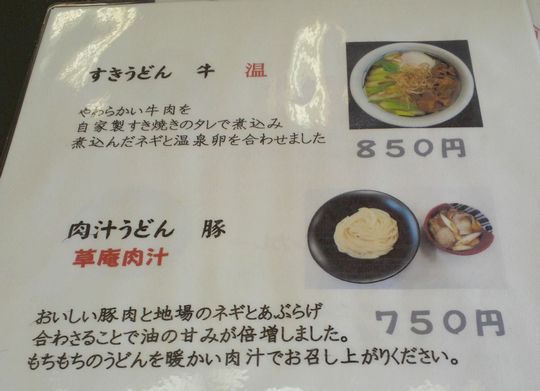 すきうどん 牛 温
やわらかい牛肉を
自家製すき焼きのタレで煮込み
煮込んだネギと温泉卵を合わせました
850円
肉汁うどん 豚
草庵肉汁
おいしい豚肉と地場のネギとあぶらげ
合わさることで油の甘みが倍増しました。
もちもちのうどんを暖かい肉汁でお召し上がりください。
750円